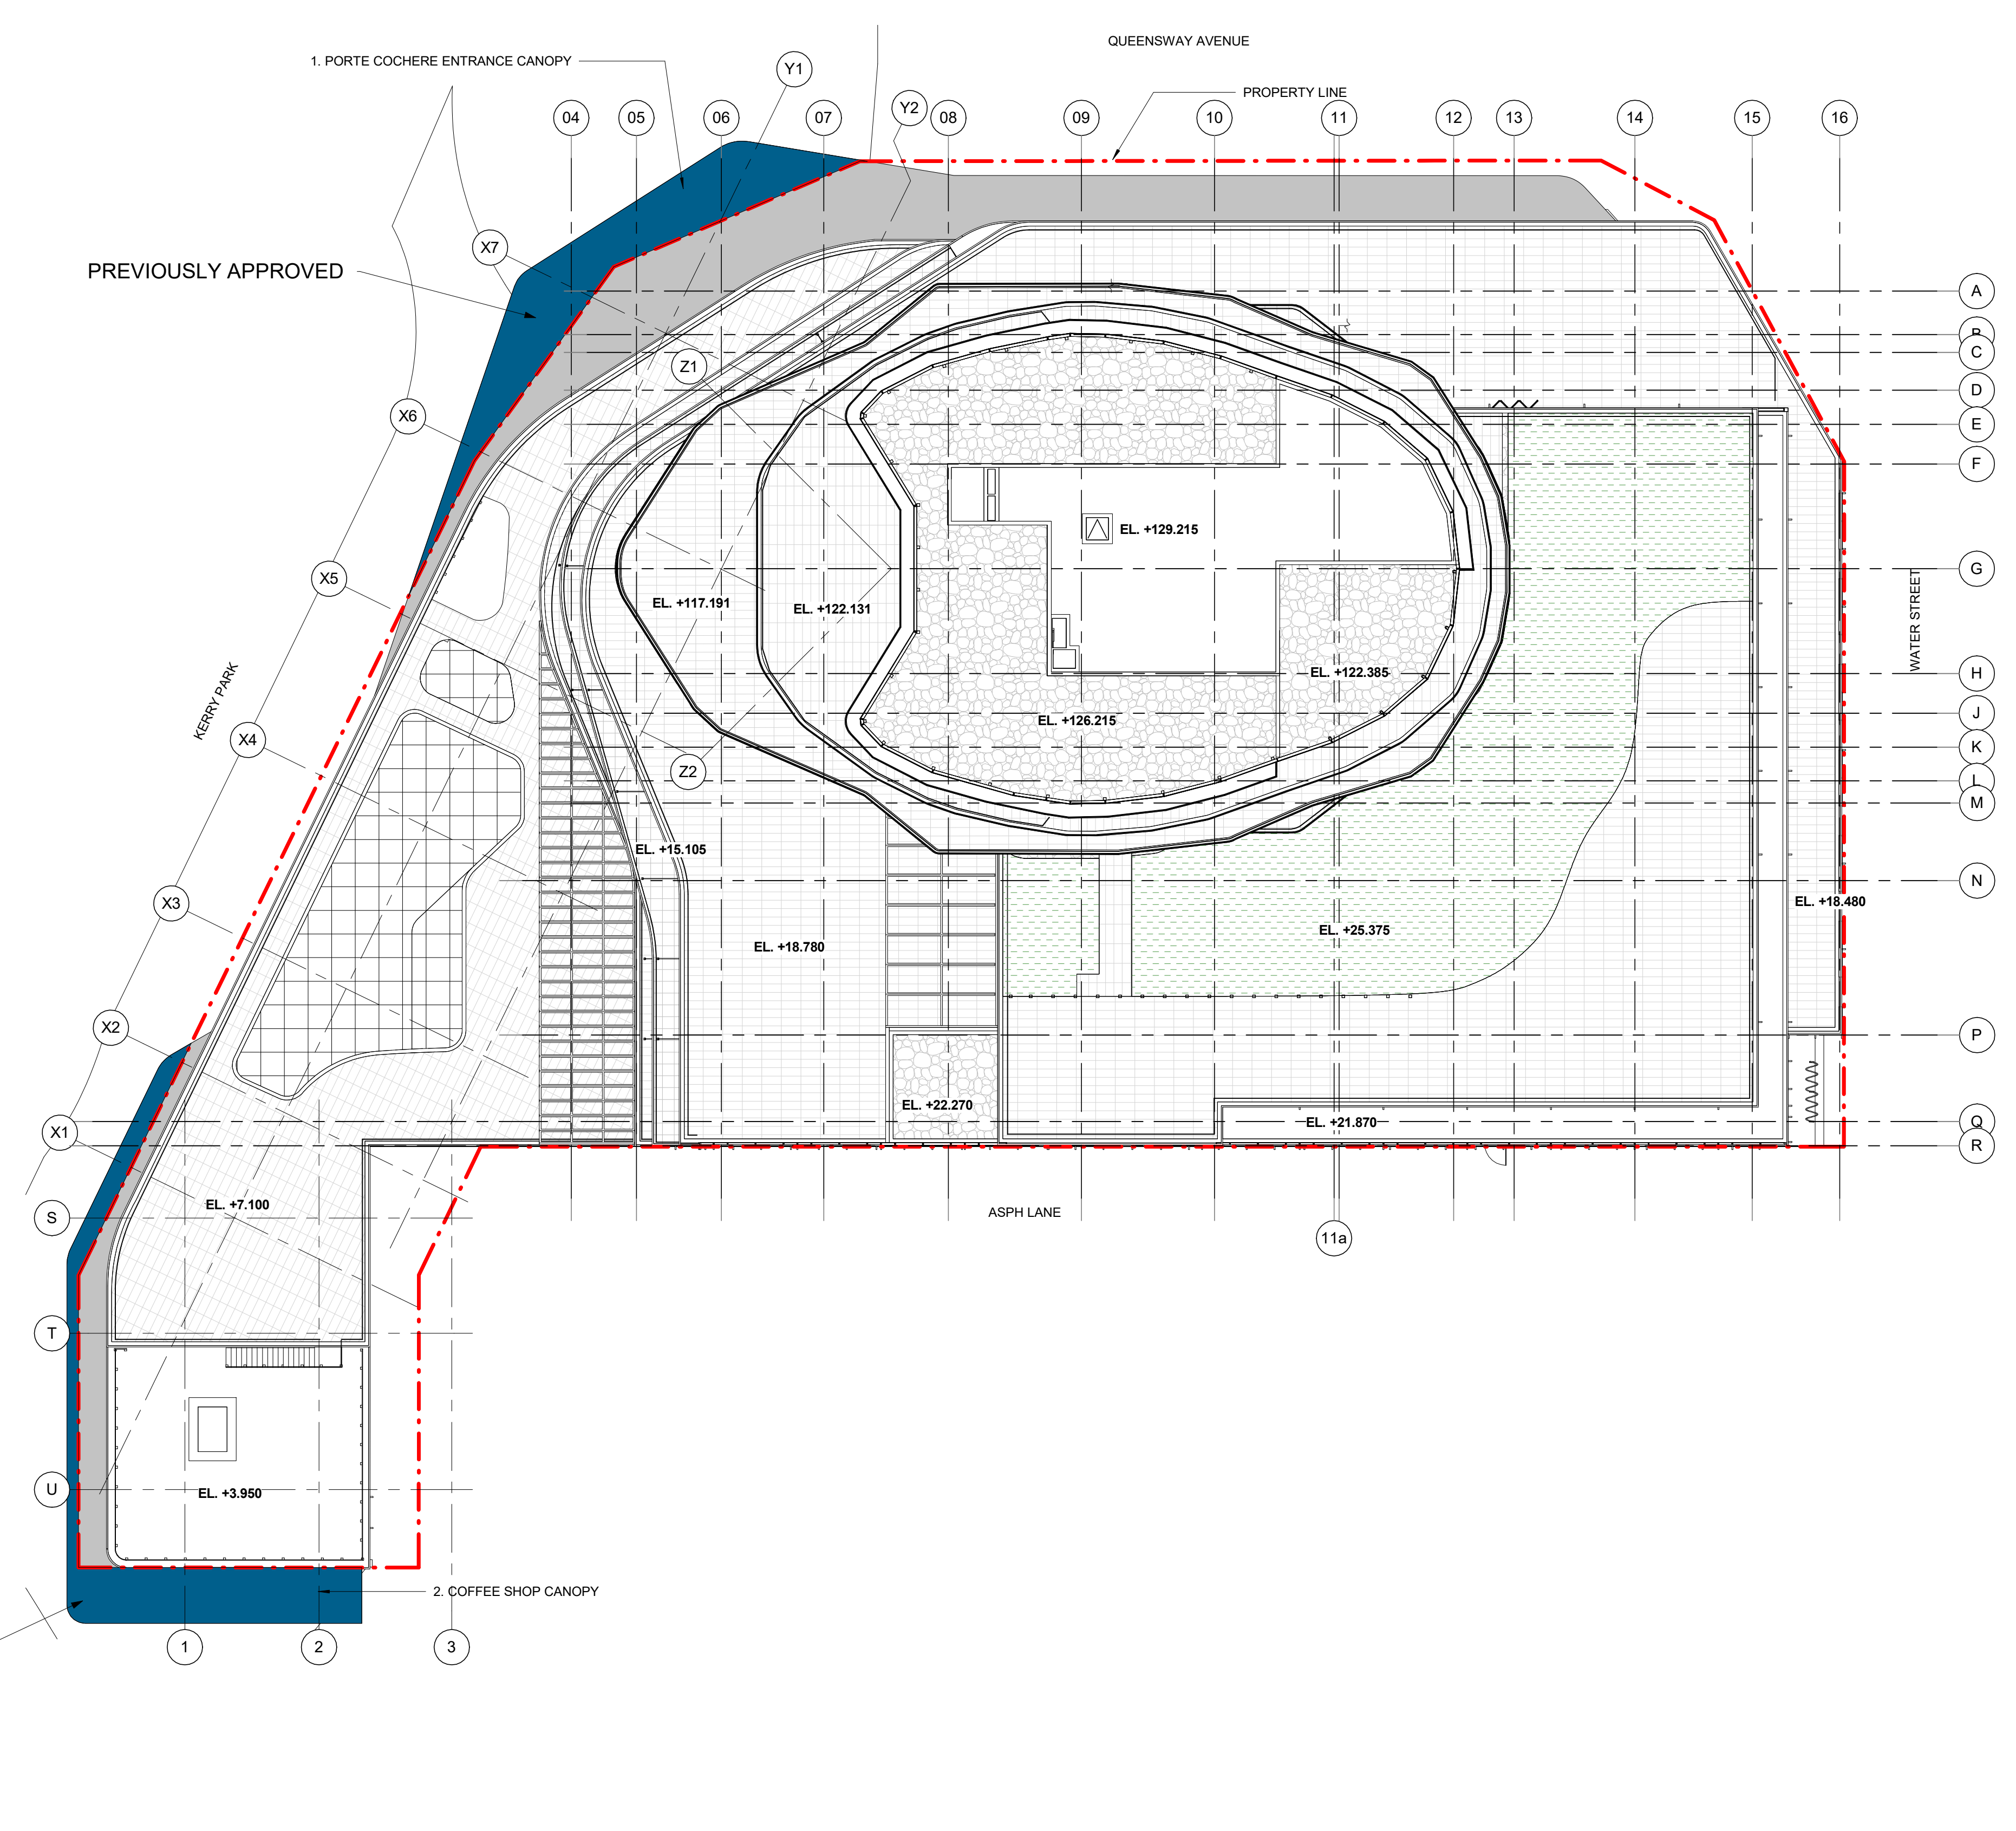 QUEENSWAY AVENUE
1. PORTE COCHERE ENTRANCE CANOPY
Y1
PROPERTY LINE
Y2
04
05
06
07
08
09
10
11
12
13
14
15
16
X7
PREVIOUSLY APPROVED
A
B
C
Z1
D
X6
E
F
EL. +129.215
X5
G
EL. +117.191
EL. +122.131
WATER STREET
KERRY PARK
EL. +122.385
H
EL. +126.215
J
X4
K
Z2
L
M
EL. +15.105
N
X3
EL. +18.480
EL. +25.375
EL. +18.780
X2
P
EL. +22.270
EL. +21.870
Q
X1
R
EL. +7.100
S
ASPH LANE
11a
T
U
EL. +3.950
2. COFFEE SHOP CANOPY
1
2
3